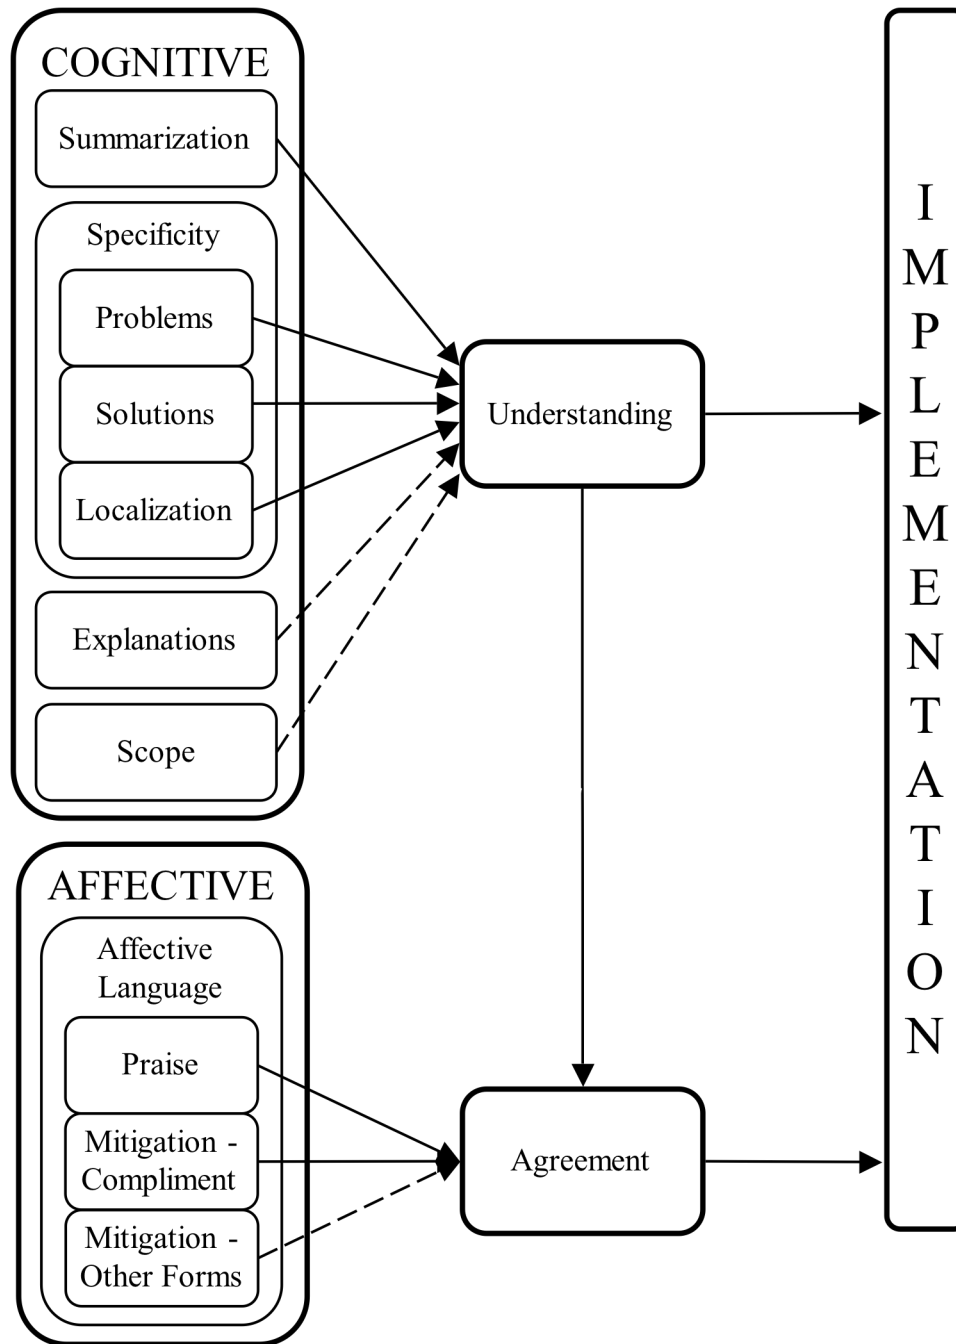 COGNITIVE
Summarization
Specificity
Problems
Solutions
Localization
Explanations
Scope
AFFECTIVE
Affective
Language
Praise
Mitigation -
Compliment
Mitigation -
Other Forms
Understanding
Agreement
IMPLEMENTATION